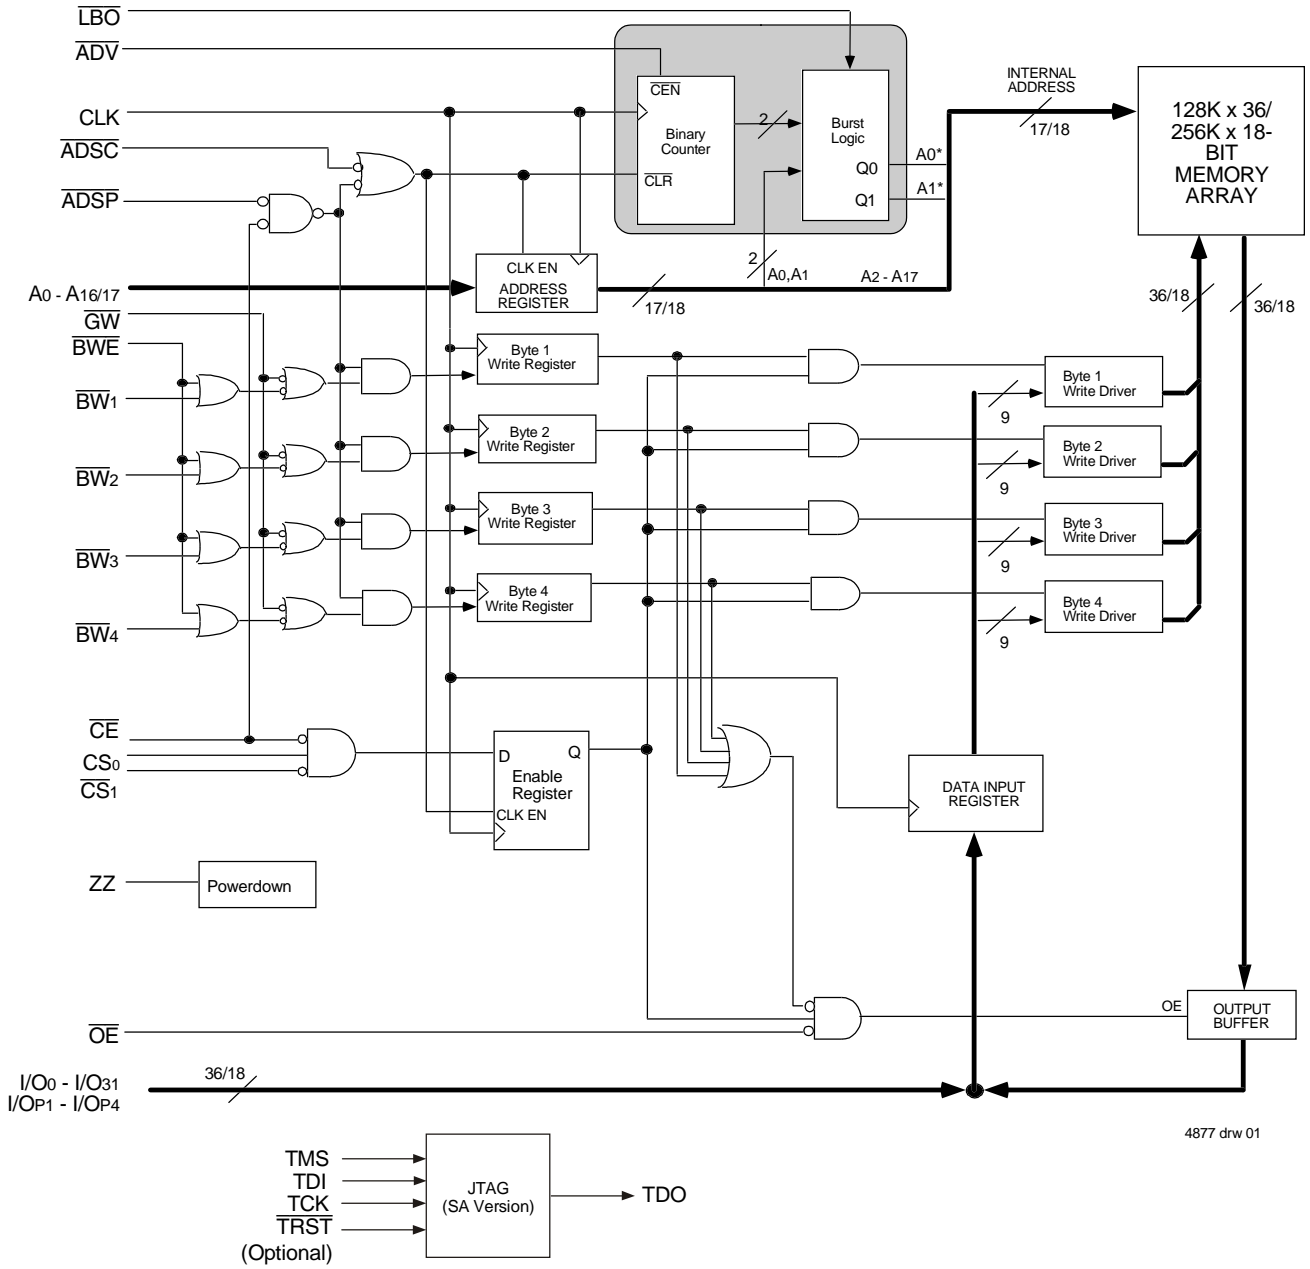 LBO
ADV
CLK
ADSC
ADSP
A0 - A16/17
GW
BWE
BW1
BW2
BW3
BW4
CE
CS0
CS1
ZZ
Powerdown
OE
I/O0 - I/O31
I/OP1 - I/OP4
36/18
CEN
Binary
Counter
CLR
2
Burst
Logic
Q0
Q1
A0*
A1*
INTERNAL
ADDRESS
17/18
128K x 36/
256K x 18-
BIT
MEMORY
ARRAY
CLK EN
ADDRESS
REGISTER
17/18
2
A0,A1
A2 - A17
36/18
36/18
Byte 1
Write Register
Byte 2
Write Register
Byte 3
Write Register
Byte 4
Write Register
9
Byte 1
Write Driver
9
Byte 2
Write Driver
9
Byte 3
Write Driver
9
Byte 4
Write Driver
D
Q
Enable
Register
CLK EN
DATA INPUT
REGISTER
OE
OUTPUT
BUFFER
4877 drw 01
TMS
TDI
TCK
TRST
(Optional)
JTAG
(SA Version)
TDO